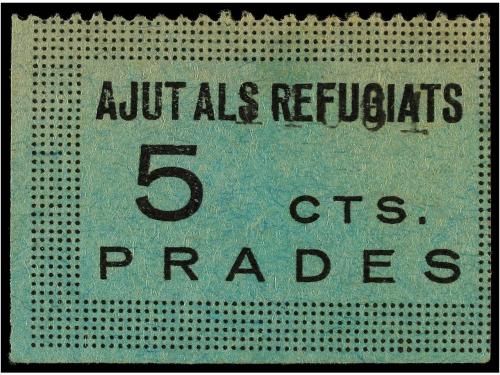 AJUT ALS REFUGIATS
5 CTS.
PRADES